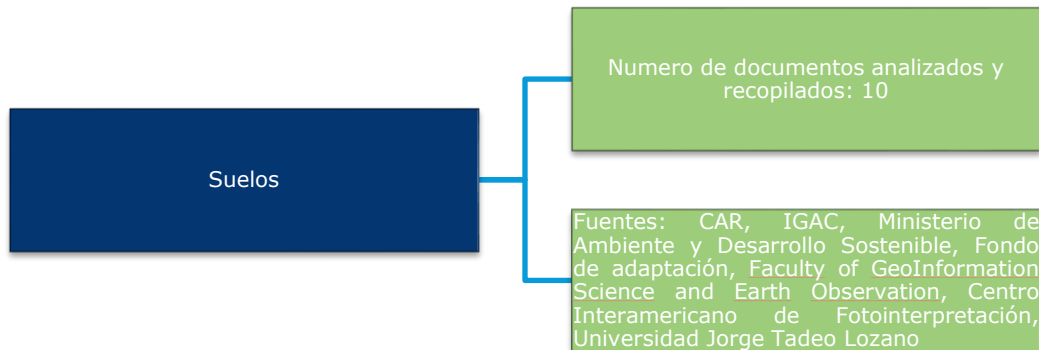 Suelos
Numero de documentos analizados y
recopilados: 10
Fuentes: CAR, IGAC, Ministerio de
Ambiente y Desarrollo Sostenible, Fondo
de adaptación, Faculty of GeoInformation
Science and Earth Observation, Centro
Interamericano de Fotointerpretación,
Universidad Jorge Tadeo Lozano